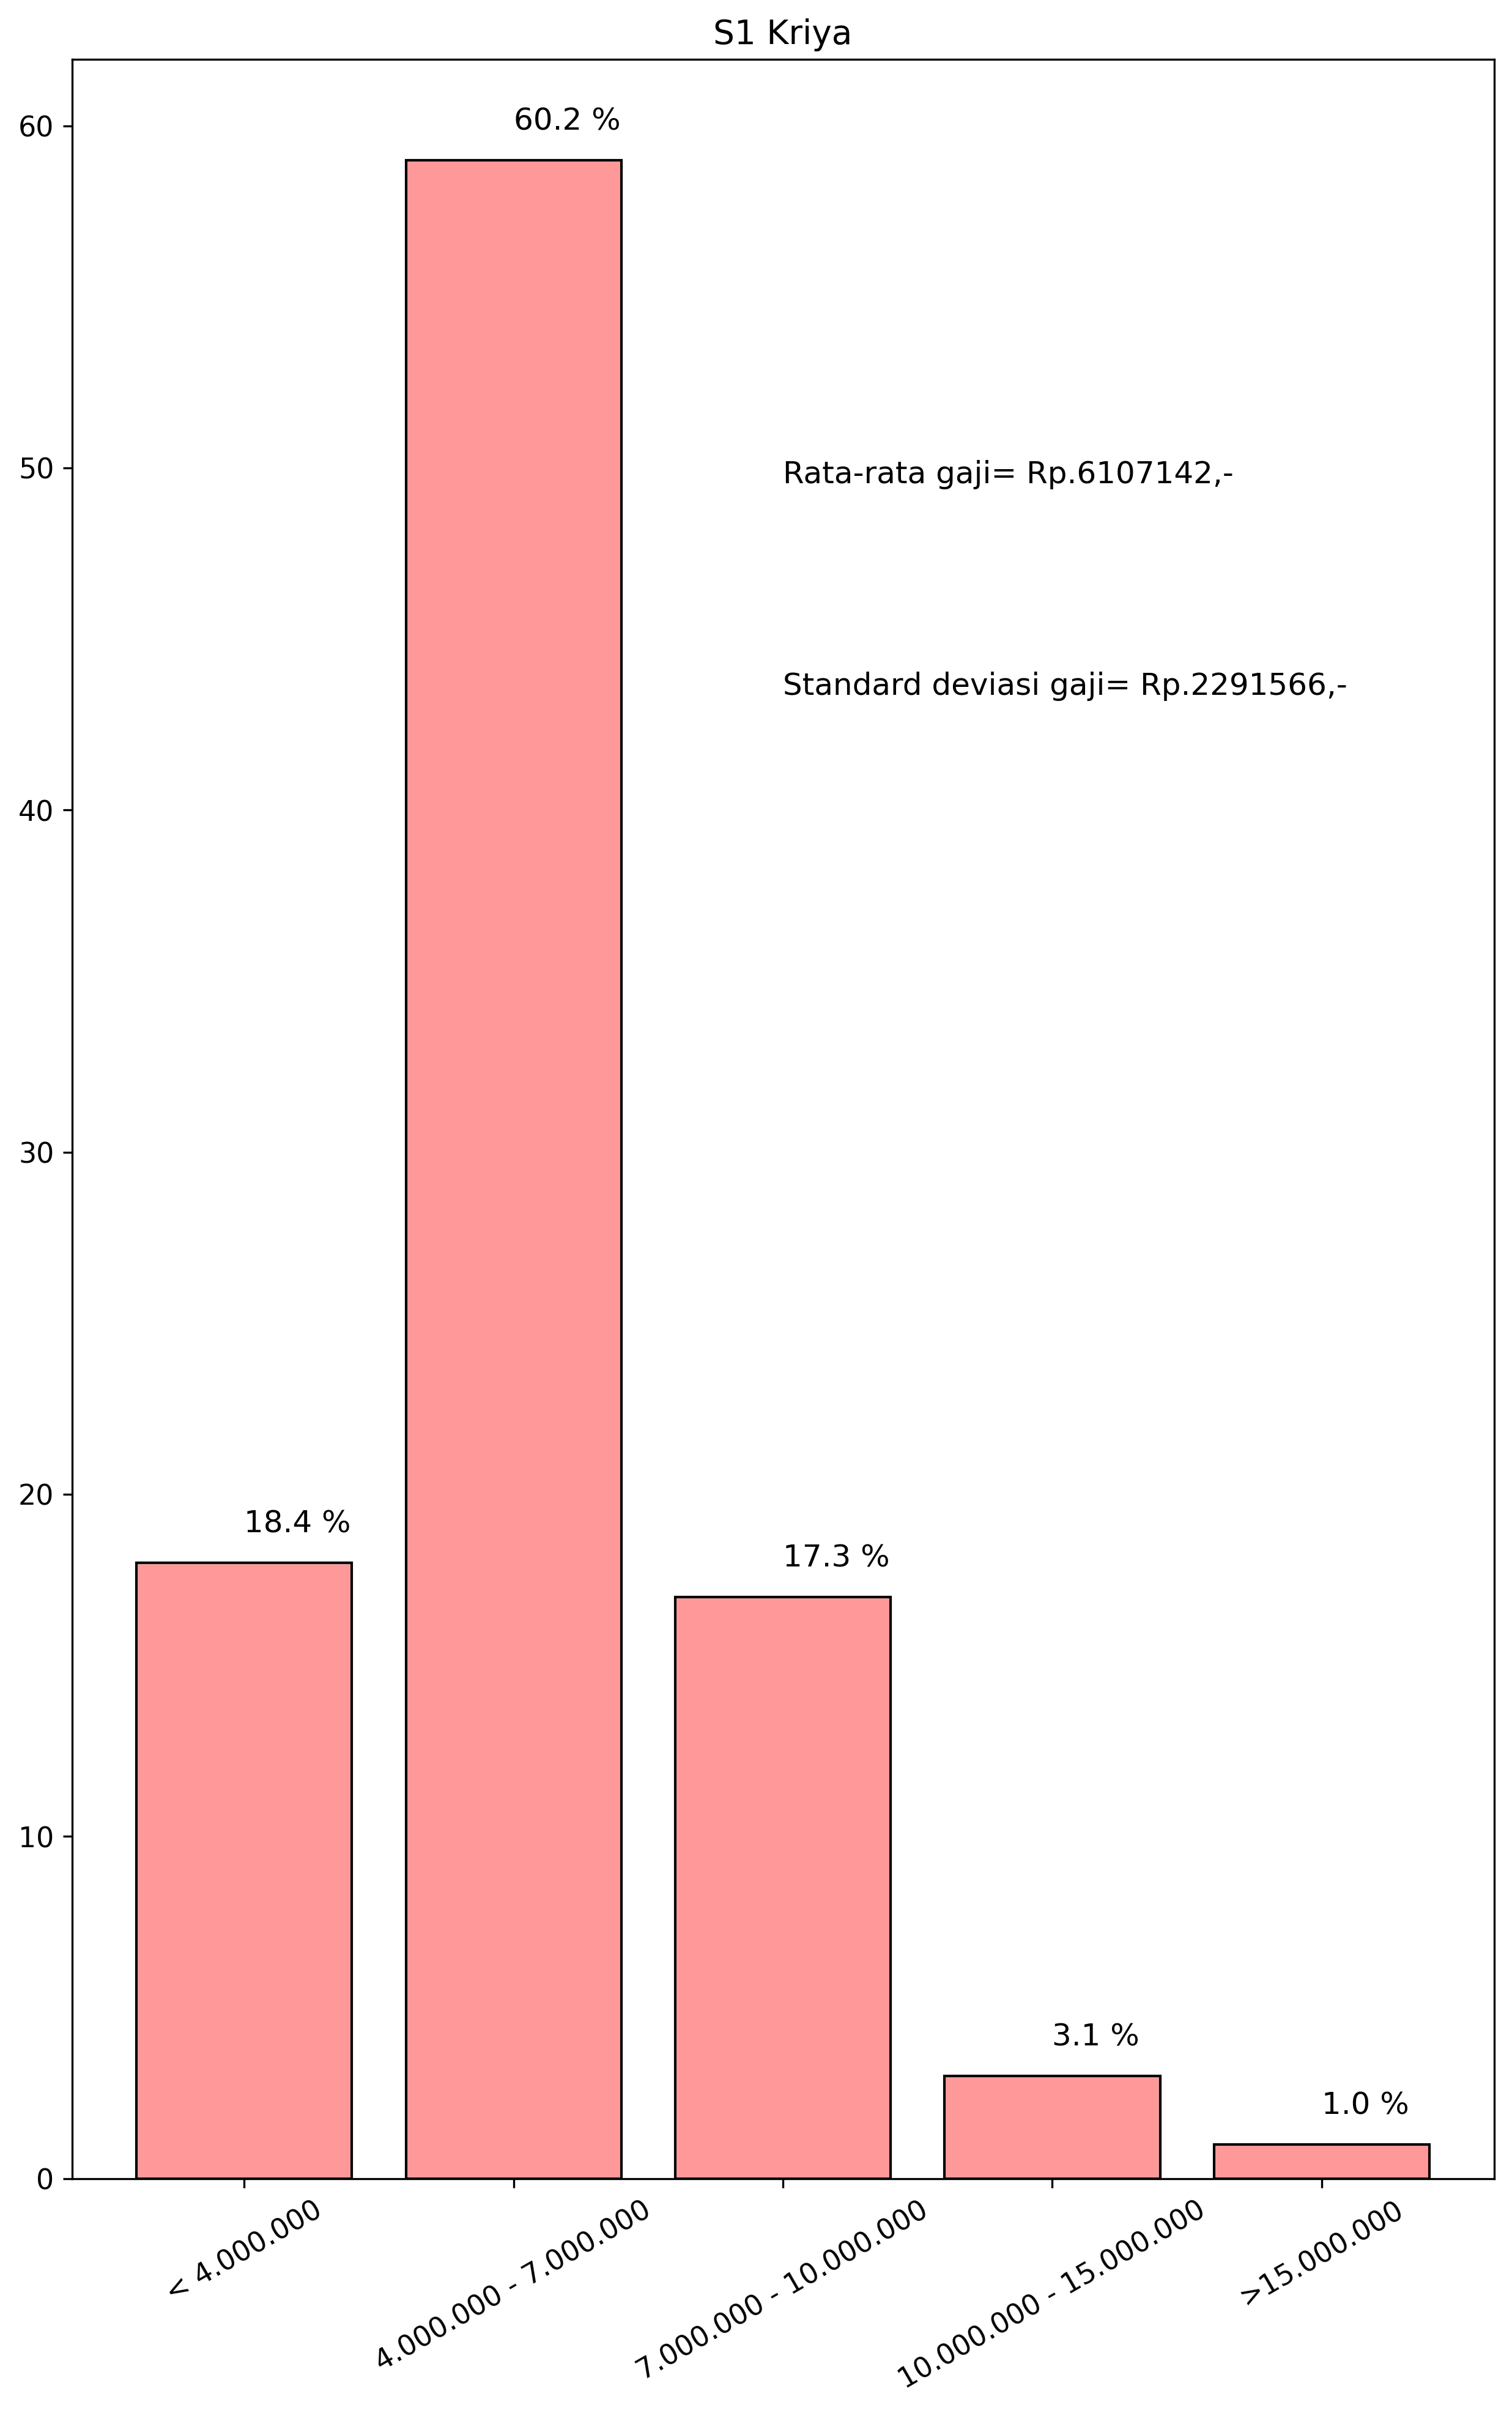 S1 Kriya
60
60.2 %
50
Rata-rata gaji= Rp.6107142,-
Standard deviasi gaji= Rp.2291566,-
40
30
20
18.4 %
17.3 %
10
3.1 %
1.0 %
0
< 4.000.000
4.000.000 - 7.000.000
7.000.000 - 10.000.000
10.000.000 - 15.000.000
>15.000.000